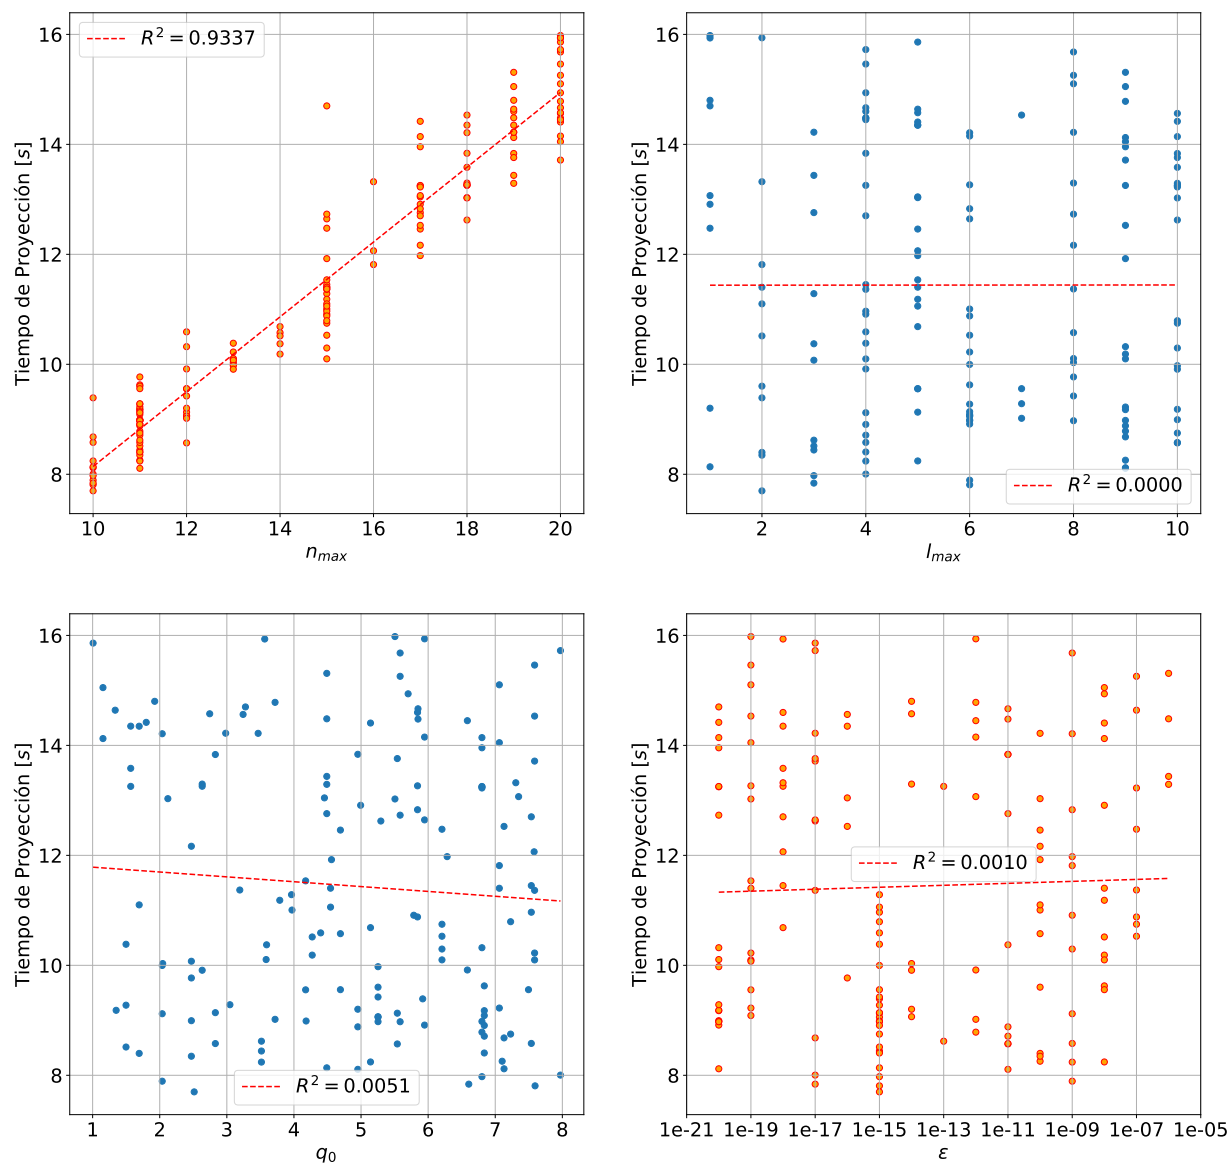 R² = 0.9337
16
14
12
10
8
Tiempo de Proyección [s]
10 12 14 16 18 20
n_max
16
14
12
10
8
Tiempo de Proyección [s]
R² = 0.0000
2 4 6 8 10
l_max
16
14
12
10
8
Tiempo de Proyección [s]
R² = 0.0051
1 2 3 4 5 6 7 8
q₀
16
14
12
10
8
Tiempo de Proyección [s]
R² = 0.0010
1e-21 1e-19 1e-17 1e-15 1e-13 1e-11 1e-09 1e-07 1e-05
ε